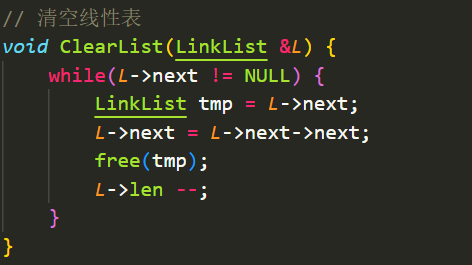 // 清空线性表
void ClearList(LinkList &L) {
    while(L->next != NULL) {
        LinkList tmp = L->next;
        L->next = L->next->next;
        free(tmp);
        L->len --;
    }
}